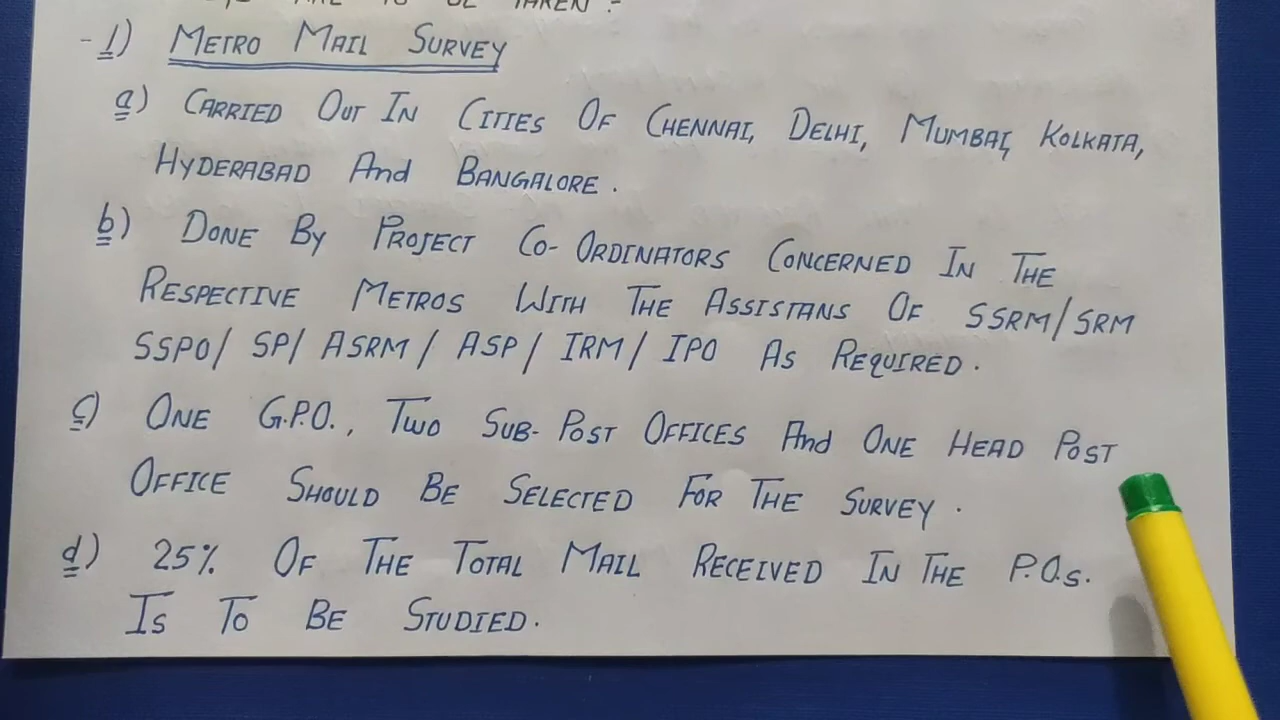 TAKEN :-
-1) METRO MAIL SURVEY
a) CARRIED OUT IN CITIES OF CHENNAI, DELHI, MUMBAI, KOLKATA,
HYDERABAD And BANGALORE.
b) DONE BY PROJECT CO-ORDINATORS CONCERNED IN THE
RESPECTIVE METROS WITH THE ASSISTANS OF SSRM/SRM
SSPO/ SP/ ASRM/ ASP/ IRM/ IPO AS REQUIRED.
c) ONE G.P.O., TWO SUB-POST OFFICES And ONE HEAD POST
OFFICE SHOULD BE SELECTED FOR THE SURVEY.
d) 25% OF THE TOTAL MAIL RECEIVED IN THE P.Os.
IS TO BE STUDIED.